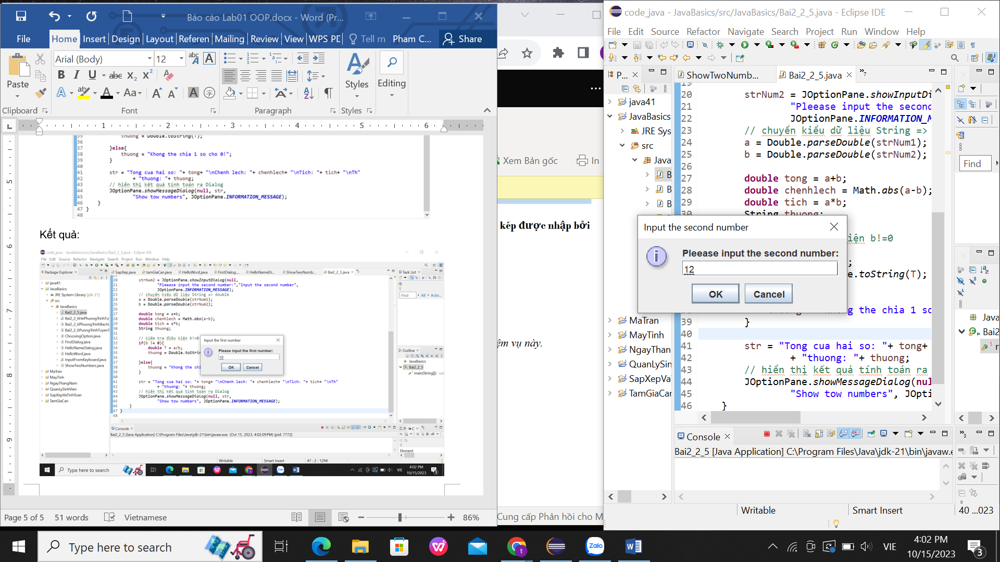 Báo cáo Lab01 OOP.docx - Word (Pr...
File Home Insert Design Layout Referen Mailing Review View WPS PD Tell m Pham C... Share
Arial (Body) 12
Paste Styles Editing
Clipboard Font Paragraph Styles
1 2 3 4 5 6
35 thuong = Double.toString(T);
36
37 }else{
38 thuong = "Khong the chia 1 so cho 0!";
39 }
40
41 str = "Tong cua hai so: "+ tong+ "\nChenh lech: "+ chenhlech+ "\nTich: "+ tich+ "\nTh"
42 + "thuong: "+ thuong;
43 // hiển thị kết quả tính toán ra Dialog
44 JOptionPane.showMessageDialog(null, str,
45 "Show tow numbers", JOptionPane.INFORMATION_MESSAGE);
46 }
47 }
48
Kết quả:
code_java - JavaBasics/src/JavaBasics/Bai2_2_5.java - Eclipse IDE
File Edit Source Refactor Navigate Search Project Run Window Help
Package Explorer
SapXep.java tamGiaCan.java HelloWord.java FirstDialog.... HelloNameDi... ShowTwoNumb... Bai2_2_5.java
Task List
java41
JavaBasics
JRE System Library [jdk-21]
src
JavaBasics
Bai2_2_5.java
Bai2_2_6HePhuongTrinhTu
Bai2_2_6PhuongTrinhBacHa
Bai2_2_6PuongTrinhTuyenT
ChoosingOption.java
FirstDialog.java
HelloNameDialog.java
HelloWord.java
InputFromKeyboard.java
ShowTwoNumbers.java
MaTran
MayTinh
NgayThangNam
QuanLySinhVien
SapXepVaTinhToan
TamGiaCan
20 strNum2 = JOptionPane.showInputDialog(null,
21 "Pleease input the second number:","Input the second number",
22 JOptionPane.INFORMATION_MESSAGE);
23 // chuyển kiểu dữ liệu String => double
24 a = Double.parseDouble(strNum1);
25 b = Double.parseDouble(strNum2);
26
27 double tong = a+b;
28 double chenhlech = Math.abs(a-b);
29 double tich = a*b;
30 String thuong;
31
32 // kiểm tra điều kiện b!=0
33 if(b != 0){
34 double T = a/b;
35 thuong = Double.toStr
36
37 }else{
38 thuong = "Khong the chi
39 }
40
41 str = "Tong cua hai so: "+ tong+ "\nChenh lech: "+ chenhlech+ "\nTich: "+ tich+ "\nTh"
42 + "thuong: "+ thuong;
43 // hiển thị kết quả tính toán ra Dialog
44 JOptionPane.showMessageDialog(null, str,
45 "Show tow numbers", JOptionPane.INFORMATION_MESSAGE);
46 }
47 }
48
Input the first number
Please input the first number:
10
OK Cancel
Find All Activ...
Outline
JavaBasics
Bai2_2_5
main(String[]) : voi
Console
Bai2_2_5 [Java Application] C:\Program Files\Java\jdk-21\bin\javaw.exe (Oct 15, 2023, 4:02:09 PM) [pid: 7772]
Element
Writable Smart Insert 47 : 2 : 1294
Type here to search
VIE 4:02 PM
10/15/2023 3
Page 5 of 5 51 words Vietnamese 86%
Xem Bản gốc In
kép được nhập bởi
ệm vụ này.
Cung cấp Phản hồi cho M
code_java - JavaBasics/src/JavaBasics/Bai2_2_5.java - Eclipse IDE
File Edit Source Refactor Navigate Search Project Run Window Help
P... ShowTwoNumb... Bai2_2_5.java 7
java41
JavaBasics
JRE Sys
src
Java
B
B
B
MaTran
MayTinh
NgayThan
QuanLySin
SapXepVa
TamGiaCan
19
20 strNum2 = JOptionPane.showInputDi
21 "Pleease input the second
22 JOptionPane.INFORMATION_M
23 // chuyển kiểu dữ liệu String =>
24 a = Double.parseDouble(strNum1);
25 b = Double.parseDouble(strNum2);
26
27 double tong = a+b;
28 double chenhlech = Math.abs(a-b);
29 double tich = a*b;
30 String thuong;
iện b!=0
;
e.toString(T);
Input the second number
Pleease input the second number:
12
OK Cancel
thuong = "Khong the chia 1 so
39 }
40
41 str = "Tong cua hai so: "+ tong+
42 + "thuong: "+ thuong;
43 // hiển thị kết quả tính toán ra
44 JOptionPane.showMessageDialog(nul
45 "Show tow numbers", JOpti
46 }
Find
Java
Bai2
Console
Bai2_2_5 [Java Application] C:\Program Files\Java\jdk-21\bin\javaw.e
3
Writable Smart Insert 40 ...023
Type here to search
Zalo
VIE
4:02 PM
10/15/2023
3